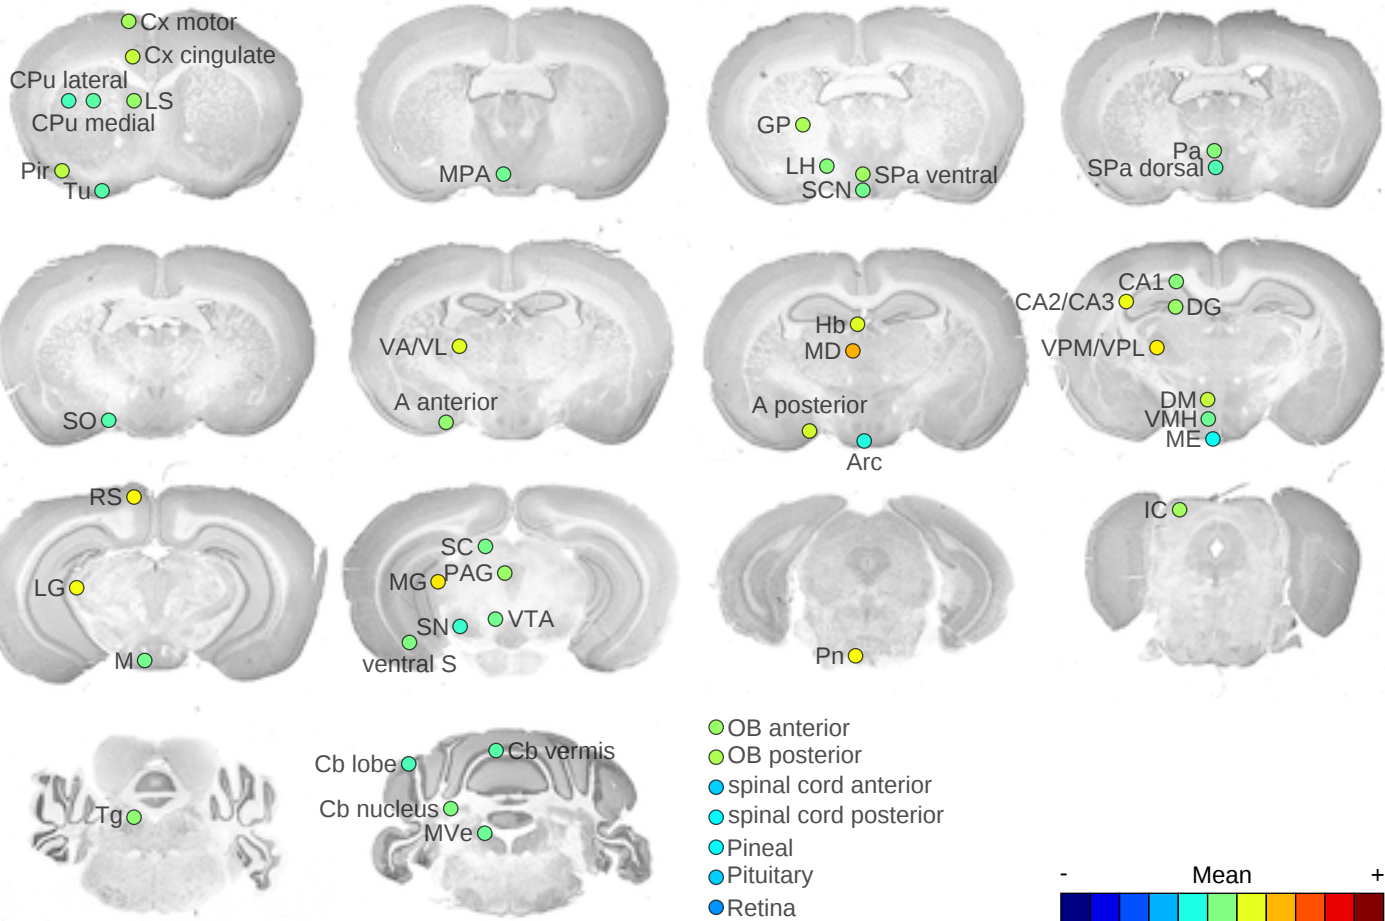 Cx motor
Cx cingulate
CPu lateral
LS
CPu medial
Pir
Tu
MPA
GP
LH
SPa ventral
SCN
Pa
SPa dorsal
SO
VA/VL
A anterior
Hb
MD
A posterior
Arc
CA1
CA2/CA3
DG
VPM/VPL
DM
VMH
ME
RS
LG
M
SC
MG PAG
SN VTA
ventral S
Pn
IC
Tg
Cb lobe Cb vermis
Cb nucleus
MVe
OB anterior
OB posterior
spinal cord anterior
spinal cord posterior
Pineal
Pituitary
Retina
- Mean +